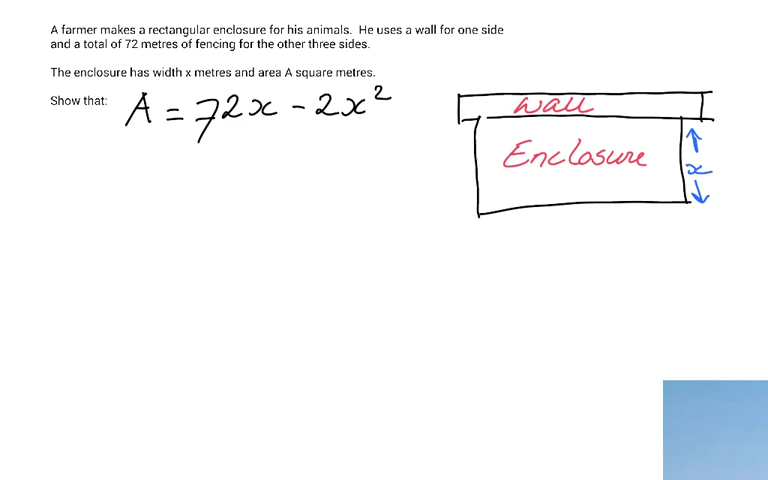 A farmer makes a rectangular enclosure for his animals. He uses a wall for one side
and a total of 72 metres of fencing for the other three sides.
The enclosure has width x metres and area A square metres.
Show that: A = 72x - 2x²
Wall
Enclosure
x